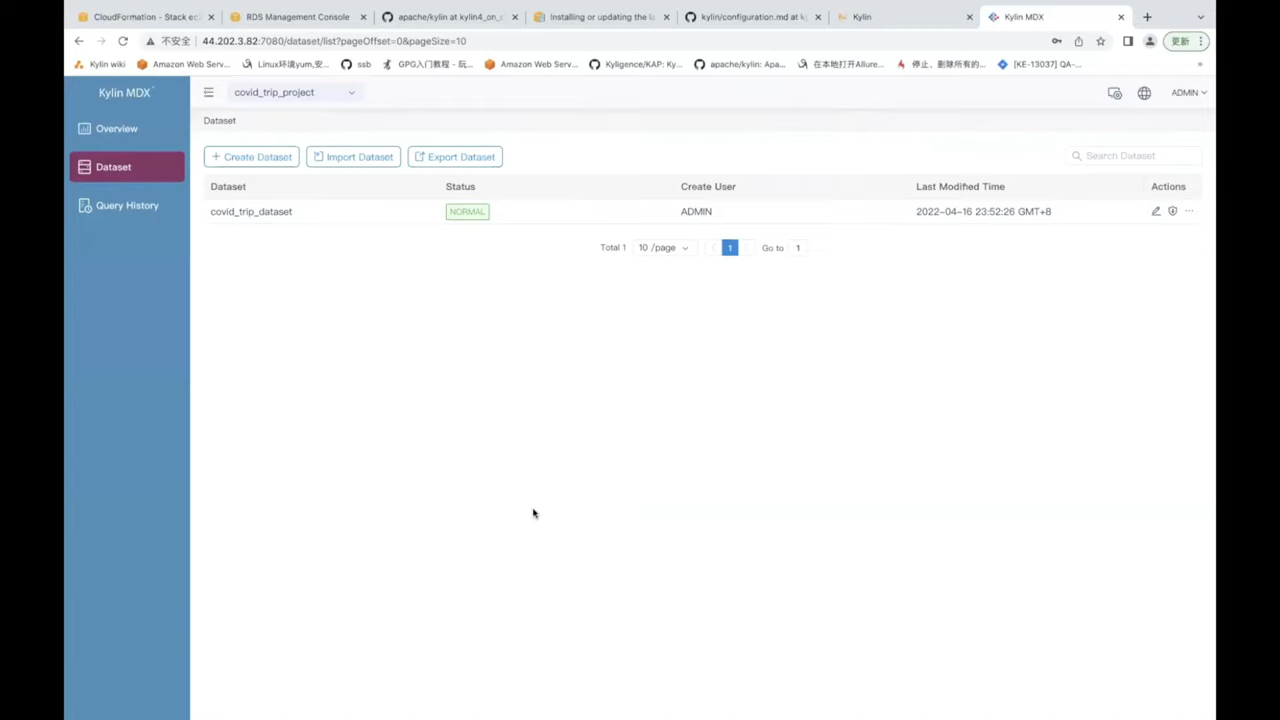 CloudFormation - Stack ec
RDS Management Console
apache/kylin at kylin4_on_c
Installing or updating the la
kylin/configuration.md at k
Kylin
Kylin MDX
不安全 44.202.3.82:7080/dataset/list?pageOffset=0&pageSize=10
更新
Kylin wiki
Amazon Web Serv...
Linux环境yum,安...
ssb
GPG入门教程 - 阮...
Amazon Web Serv...
Kyligence/KAP: Ky...
apache/kylin: Apa...
在本地打开Allure...
停止、删除所有的...
[KE-13037] QA-...
Kylin MDX
covid_trip_project
ADMIN
Overview
Dataset
Query History
Dataset
Create Dataset
Import Dataset
Export Dataset
Search Dataset
Dataset Status Create User Last Modified Time Actions
covid_trip_dataset NORMAL ADMIN 2022-04-16 23:52:26 GMT+8
Total 1 10 /page 1 Go to 1